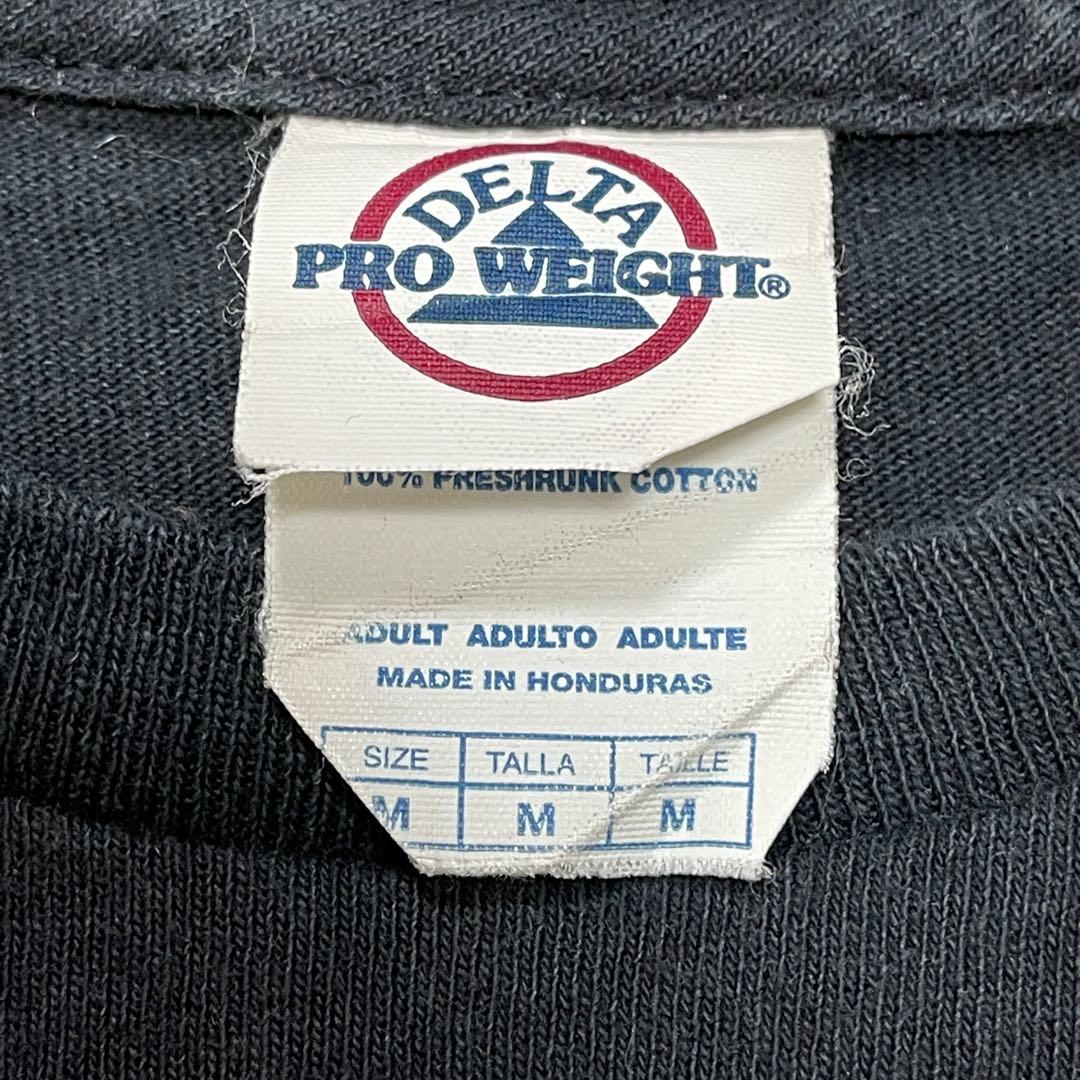 DELTA
PRO WEIGHT®
100% PRESHRUNK COTTON
ADULT ADULTO ADULTE
MADE IN HONDURAS
SIZE TALLA TAILLE
M M M